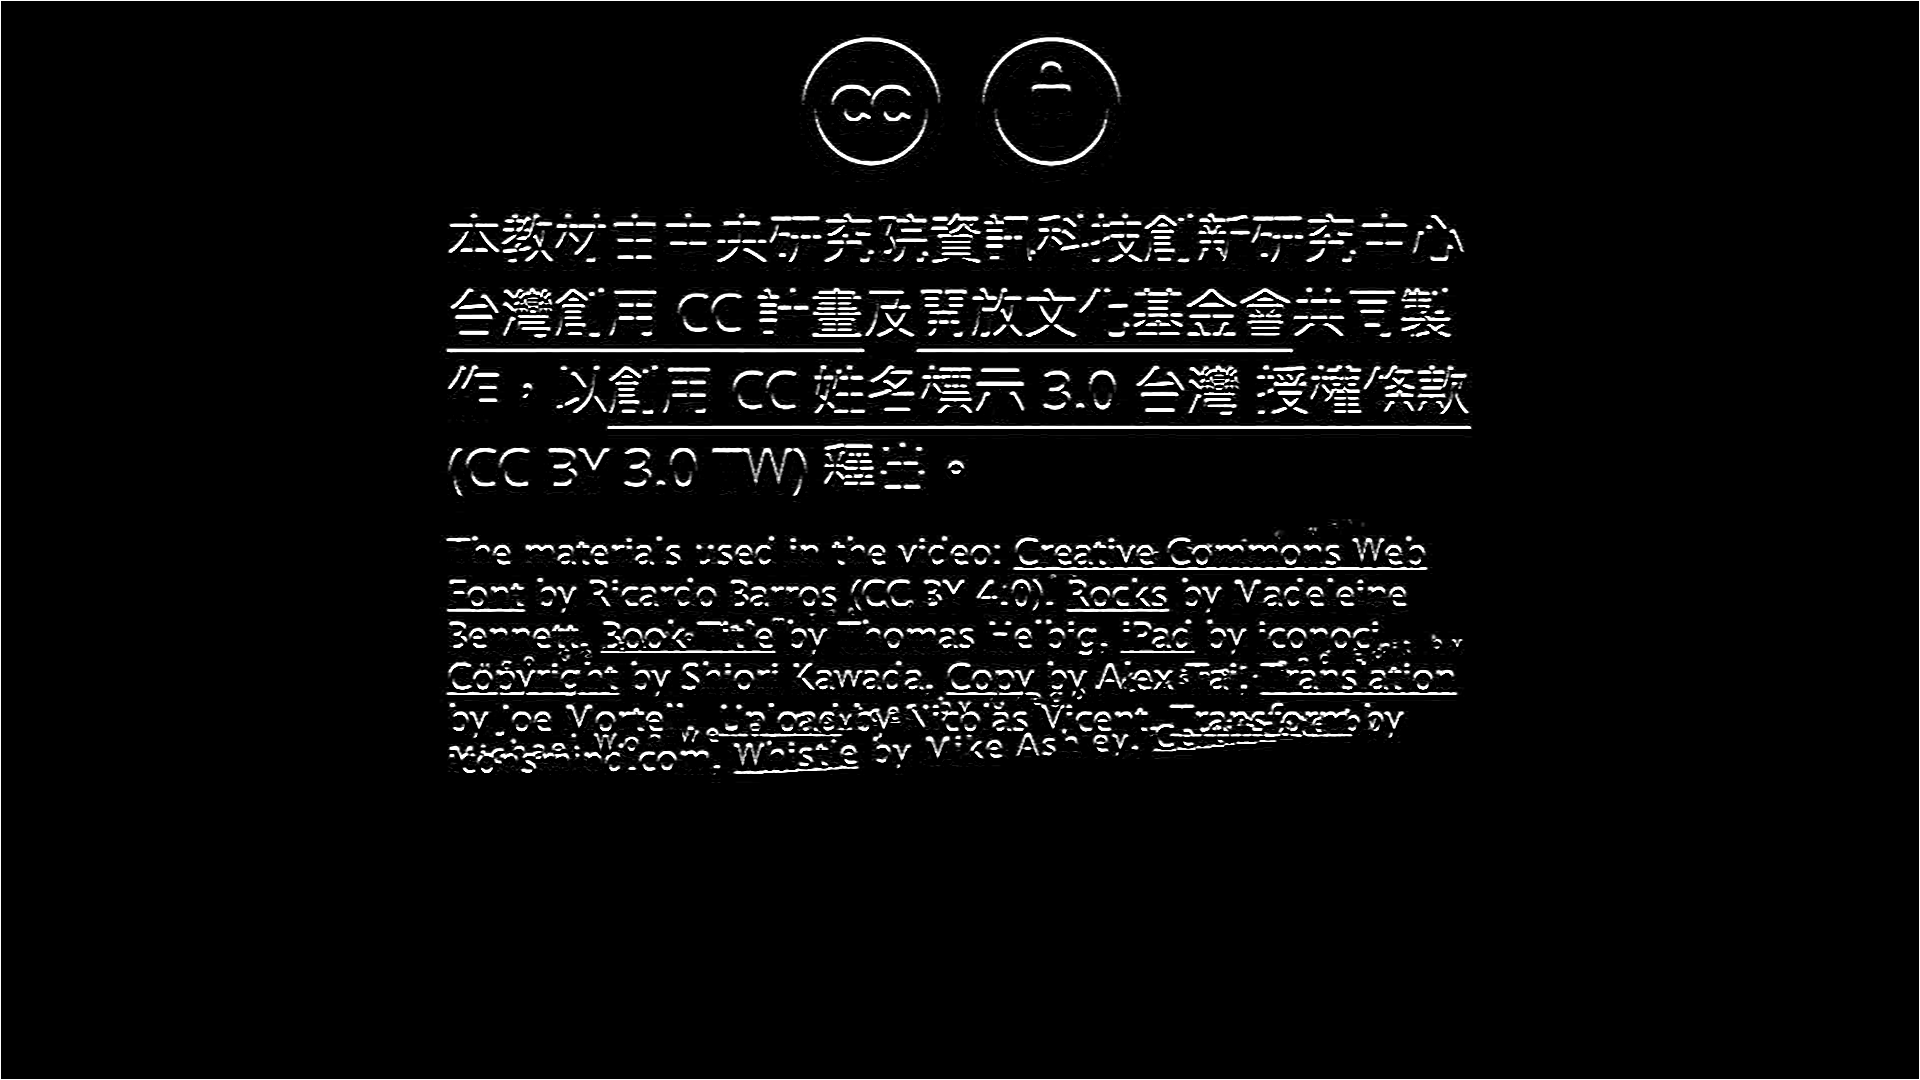 cc
本教材由中央研究院資訊科技創新研究中心
台灣創用 CC 計畫及開放文化基金會共同製
作，以創用 CC 姓名標示 3.0 台灣 授權條款
(CC BY 3.0 TW) 釋出。
The materials used in the video: Creative Commons Web
Font by Ricardo Barros (CC BY 4.0). Rocks by Madeleine
Bennett. Book Title by Thomas Helbig. iPad by iconoci.
Copyright by Shiori Kawada. Copy by Alex Tai. Translation
by Joe Mortell. Upload by Nicolás Vicent. Transform by
iconsmind.com. Whistle by Mike Ashley.